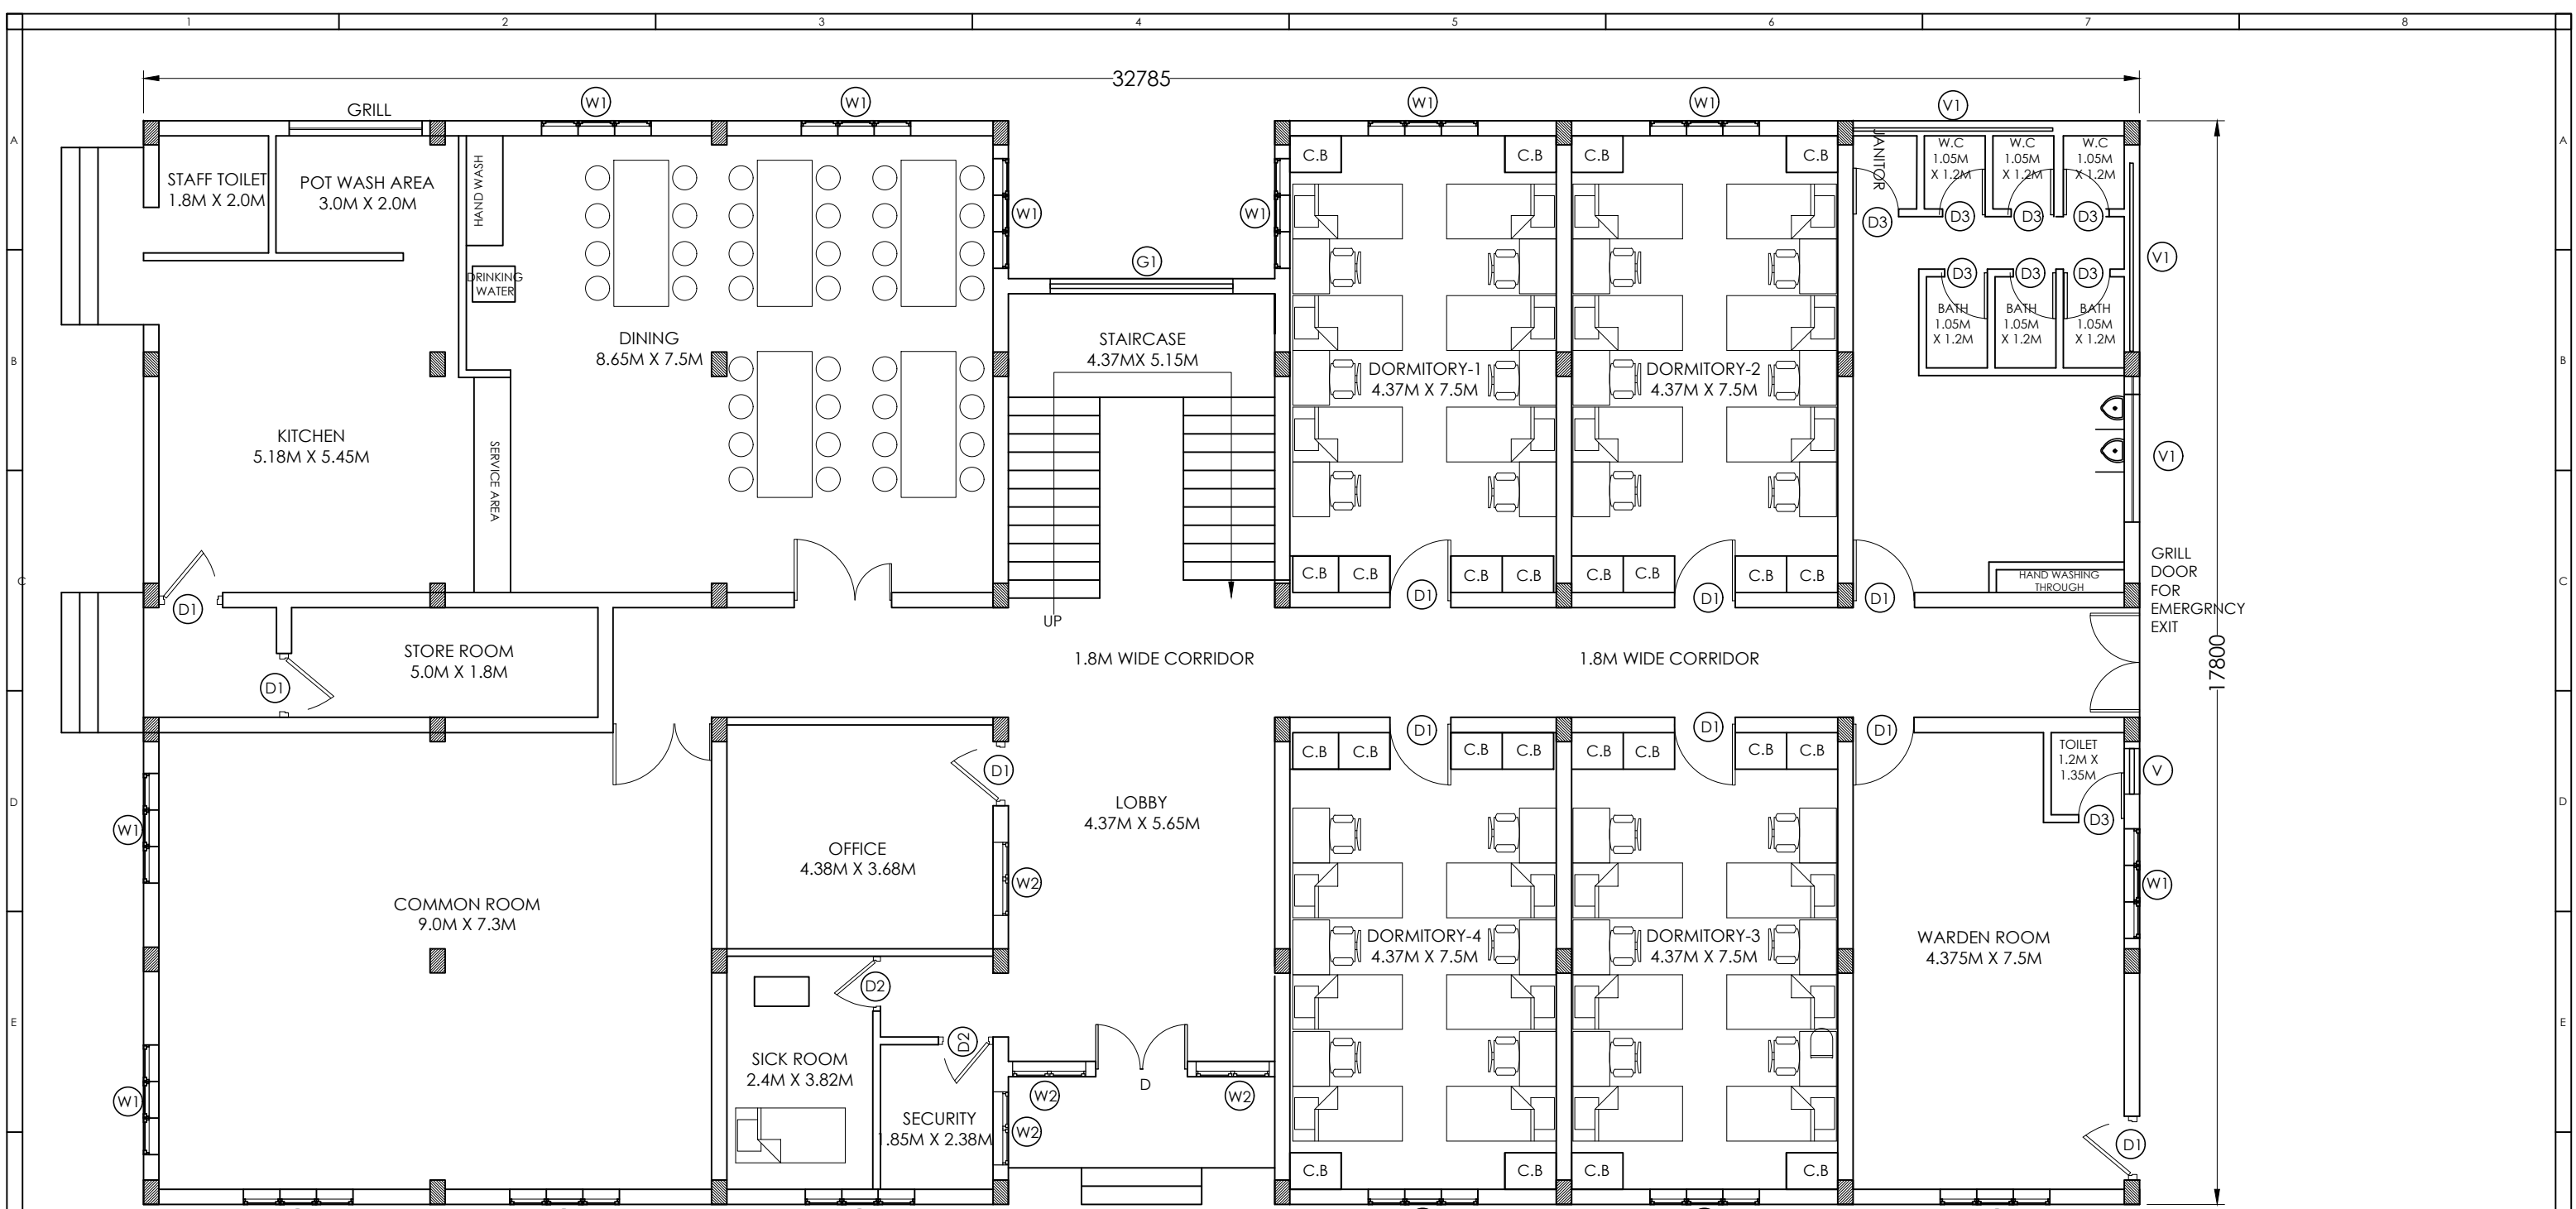 1 2 3 4 5 6 7 8
32785
GRILL
W1 W1 W1 W1 V1
A A
STAFF TOILET
1.8M X 2.0M
POT WASH AREA
3.0M X 2.0M
HAND WASH
DRINKING
WATER
C.B C.B C.B C.B
JANITOR
W.C
1.05M
X 1.2M
W.C
1.05M
X 1.2M
W.C
1.05M
X 1.2M
W1 W1
D3 D3 D3 D3
G1
V1
D3 D3 D3
BATH
1.05M
X 1.2M
BATH
1.05M
X 1.2M
BATH
1.05M
X 1.2M
B B
DINING
8.65M X 7.5M
STAIRCASE
4.37MX 5.15M
DORMITORY-1
4.37M X 7.5M
DORMITORY-2
4.37M X 7.5M
KITCHEN
5.18M X 5.45M
SERVICE AREA
V1
C C
C.B C.B C.B C.B C.B C.B C.B C.B
HAND WASHING
THROUGH
GRILL
DOOR
FOR
EMERGRNCY
EXIT
D1 D1 D1 D1
UP
STORE ROOM
5.0M X 1.8M
1.8M WIDE CORRIDOR 1.8M WIDE CORRIDOR
17800
D1
D1 D1 D1
C.B C.B C.B C.B C.B C.B C.B C.B
TOILET
1.2M X
1.35M
V
D1
D D
LOBBY
4.37M X 5.65M
W1
D3
OFFICE
4.38M X 3.68M
W2
W1
COMMON ROOM
9.0M X 7.3M
DORMITORY-4
4.37M X 7.5M
DORMITORY-3
4.37M X 7.5M
WARDEN ROOM
4.375M X 7.5M
D2
E E
D2
SICK ROOM
2.4M X 3.82M
W1
D
W2 W2
SECURITY
.85M X 2.38M
W2
D1
C.B C.B C.B C.B